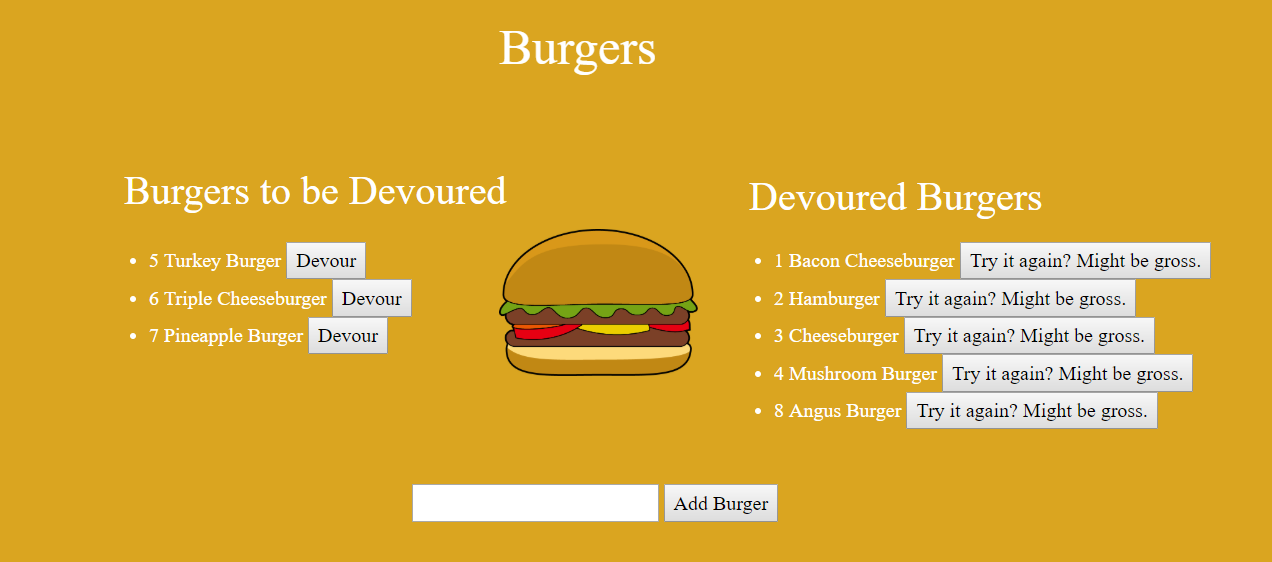 Burgers
Burgers to be Devoured
5 Turkey Burger Devour
6 Triple Cheeseburger Devour
7 Pineapple Burger Devour
Devoured Burgers
1 Bacon Cheeseburger Try it again? Might be gross.
2 Hamburger Try it again? Might be gross.
3 Cheeseburger Try it again? Might be gross.
4 Mushroom Burger Try it again? Might be gross.
8 Angus Burger Try it again? Might be gross.
Add Burger